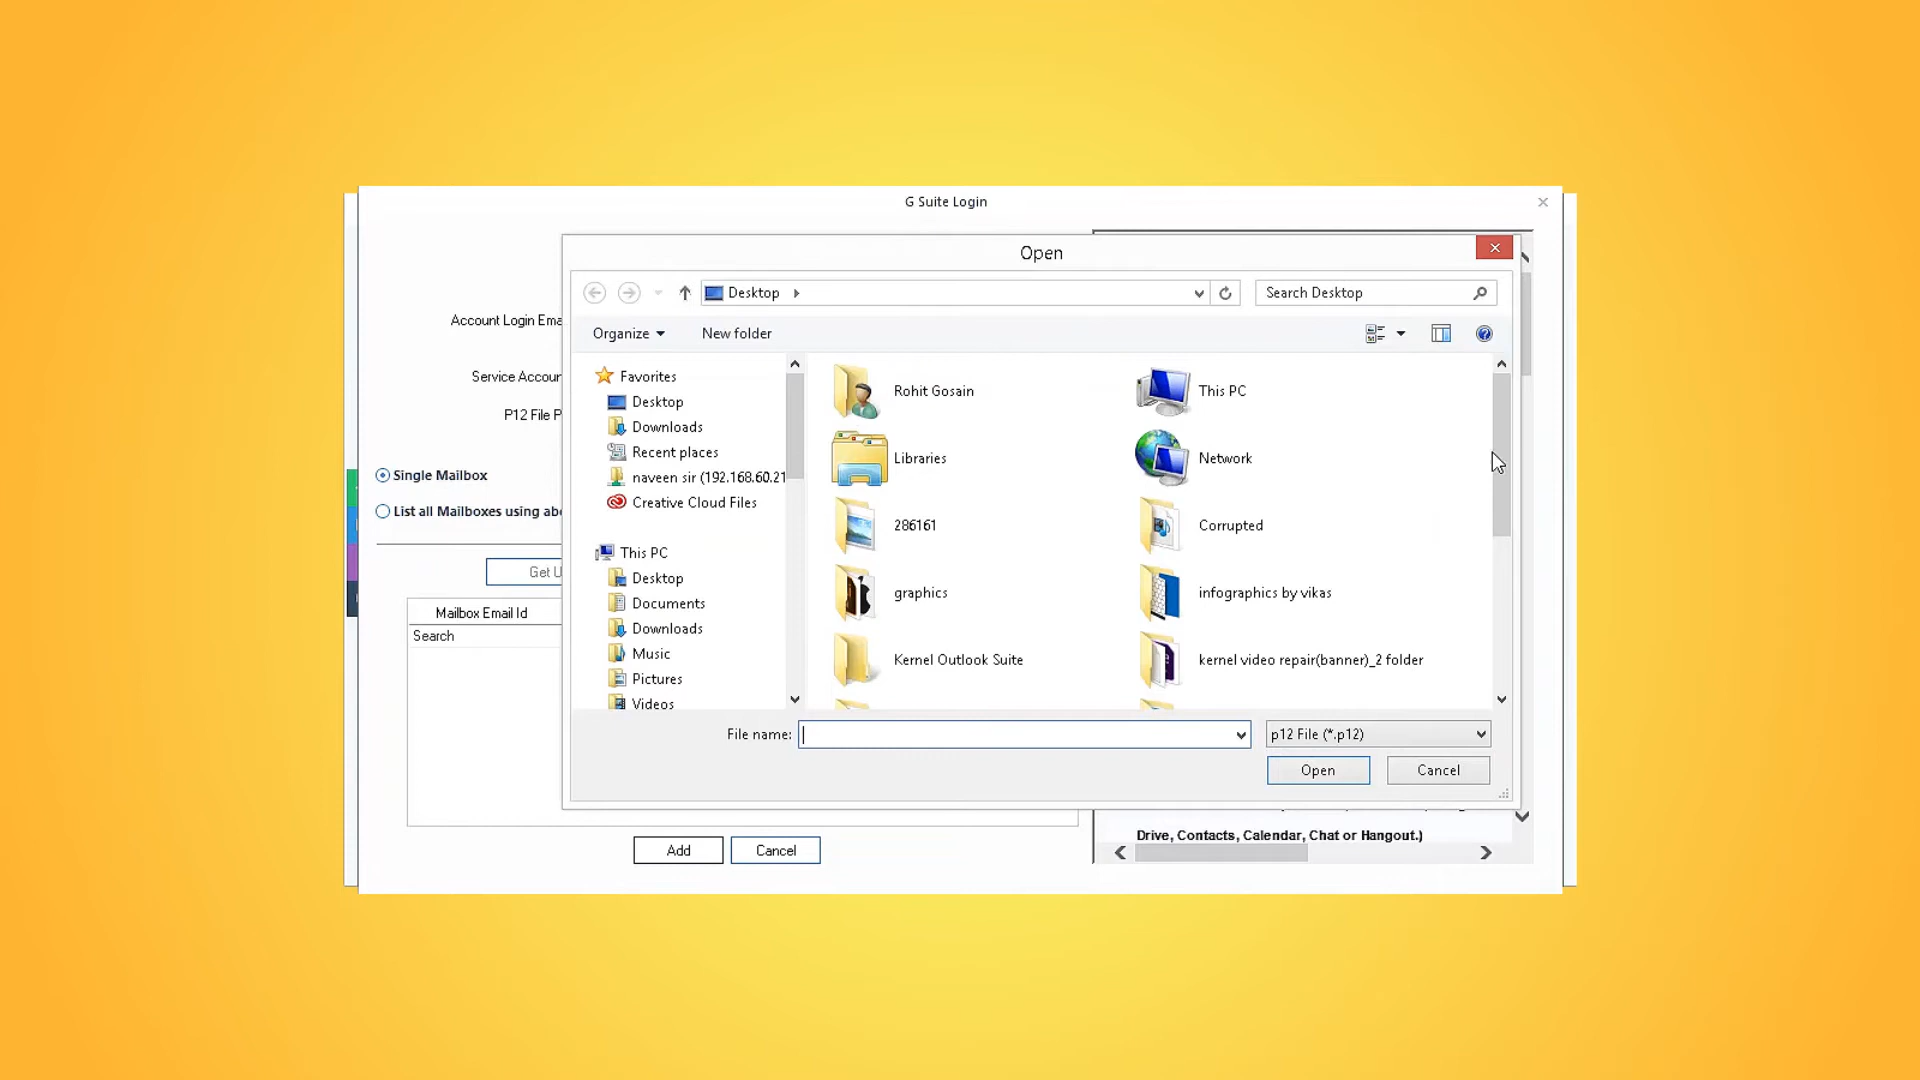 G Suite Login
Open
Desktop
Search Desktop
Account Login Ema
Organize
New folder
Service Accour
P12 File P
Single Mailbox
List all Mailboxes using abo
Get U
Mailbox Email Id
Search
Favorites
Desktop
Downloads
Recent places
naveen sir (192.168.60.21
Creative Cloud Files
This PC
Desktop
Documents
Downloads
Music
Pictures
Videos
Rohit Gosain
This PC
Libraries
Network
286161
Corrupted
graphics
infographics by vikas
Kernel Outlook Suite
kernel video repair(banner)_2 folder
File name:
p12 File (*.p12)
Open
Cancel
Drive, Contacts, Calendar, Chat or Hangout.)
Add
Cancel